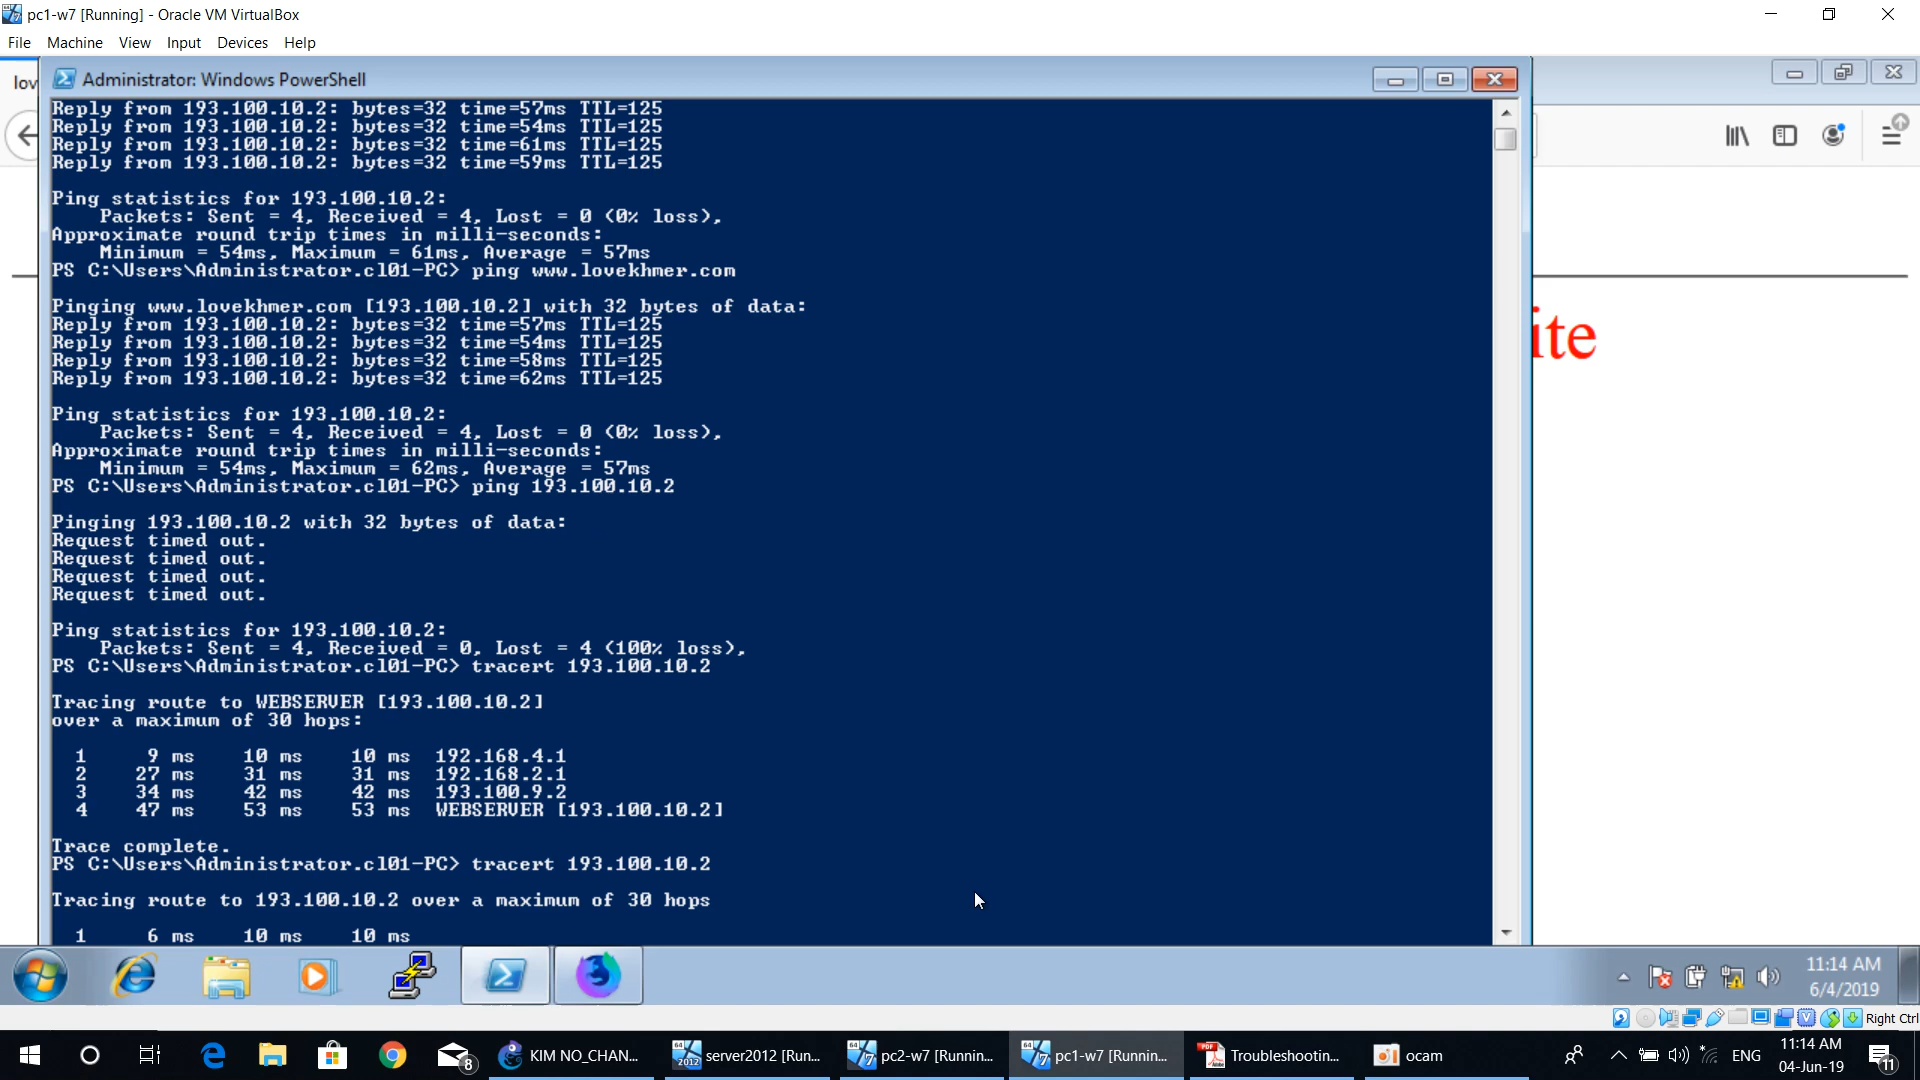 pc1-w7 [Running] - Oracle VM VirtualBox
File Machine View Input Devices Help
lov
Administrator: Windows PowerShell
Reply from 193.100.10.2: bytes=32 time=57ms TTL=125
Reply from 193.100.10.2: bytes=32 time=54ms TTL=125
Reply from 193.100.10.2: bytes=32 time=61ms TTL=125
Reply from 193.100.10.2: bytes=32 time=59ms TTL=125
Ping statistics for 193.100.10.2:
Packets: Sent = 4, Received = 4, Lost = 0 (0% loss),
Approximate round trip times in milli-seconds:
Minimum = 54ms, Maximum = 61ms, Average = 57ms
PS C:\Users\Administrator.cl01-PC> ping www.lovekhmer.com
Pinging www.lovekhmer.com [193.100.10.2] with 32 bytes of data:
Reply from 193.100.10.2: bytes=32 time=57ms TTL=125
Reply from 193.100.10.2: bytes=32 time=54ms TTL=125
Reply from 193.100.10.2: bytes=32 time=58ms TTL=125
Reply from 193.100.10.2: bytes=32 time=62ms TTL=125
Ping statistics for 193.100.10.2:
Packets: Sent = 4, Received = 4, Lost = 0 (0% loss),
Approximate round trip times in milli-seconds:
Minimum = 54ms, Maximum = 62ms, Average = 57ms
PS C:\Users\Administrator.cl01-PC> ping 193.100.10.2
Pinging 193.100.10.2 with 32 bytes of data:
Request timed out.
Request timed out.
Request timed out.
Request timed out.
Ping statistics for 193.100.10.2:
Packets: Sent = 4, Received = 0, Lost = 4 (100% loss),
PS C:\Users\Administrator.cl01-PC> tracert 193.100.10.2
Tracing route to WEBSERVER [193.100.10.2]
over a maximum of 30 hops:
1 9 ms 10 ms 10 ms 192.168.4.1
2 27 ms 31 ms 31 ms 192.168.2.1
3 34 ms 42 ms 42 ms 193.100.9.2
4 47 ms 53 ms 53 ms WEBSERVER [193.100.10.2]
Trace complete.
PS C:\Users\Administrator.cl01-PC> tracert 193.100.10.2
Tracing route to 193.100.10.2 over a maximum of 30 hops
1 6 ms 10 ms 10 ms
ite
11:14 AM
6/4/2019
Right Ctrl
8
KIM NO_CHAN...
2012
server2012 [Run...
pc2-w7 [Runnin...
pc1-w7 [Runnin...
Troubleshootin...
ocam
ENG
11:14 AM
04-Jun-19
11